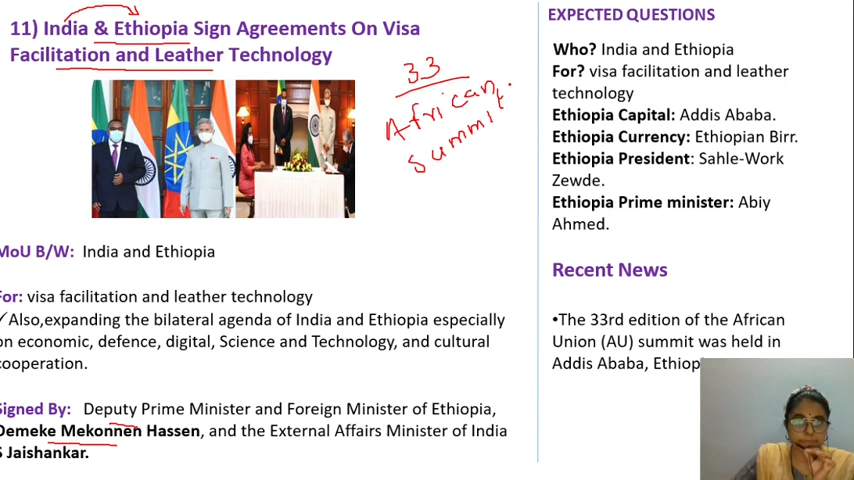 11) India & Ethiopia Sign Agreements On Visa
Facilitation and Leather Technology
33
African
summit
MoU B/W: India and Ethiopia
For: visa facilitation and leather technology
✓Also,expanding the bilateral agenda of India and Ethiopia especially
on economic, defence, digital, Science and Technology, and cultural
cooperation.
Signed By: Deputy Prime Minister and Foreign Minister of Ethiopia,
Demeke Mekonnen Hassen, and the External Affairs Minister of India
S Jaishankar.
EXPECTED QUESTIONS
Who? India and Ethiopia
For? visa facilitation and leather
technology
Ethiopia Capital: Addis Ababa.
Ethiopia Currency: Ethiopian Birr.
Ethiopia President: Sahle-Work
Zewde.
Ethiopia Prime minister: Abiy
Ahmed.
Recent News
•The 33rd edition of the African
Union (AU) summit was held in
Addis Ababa, Ethiop